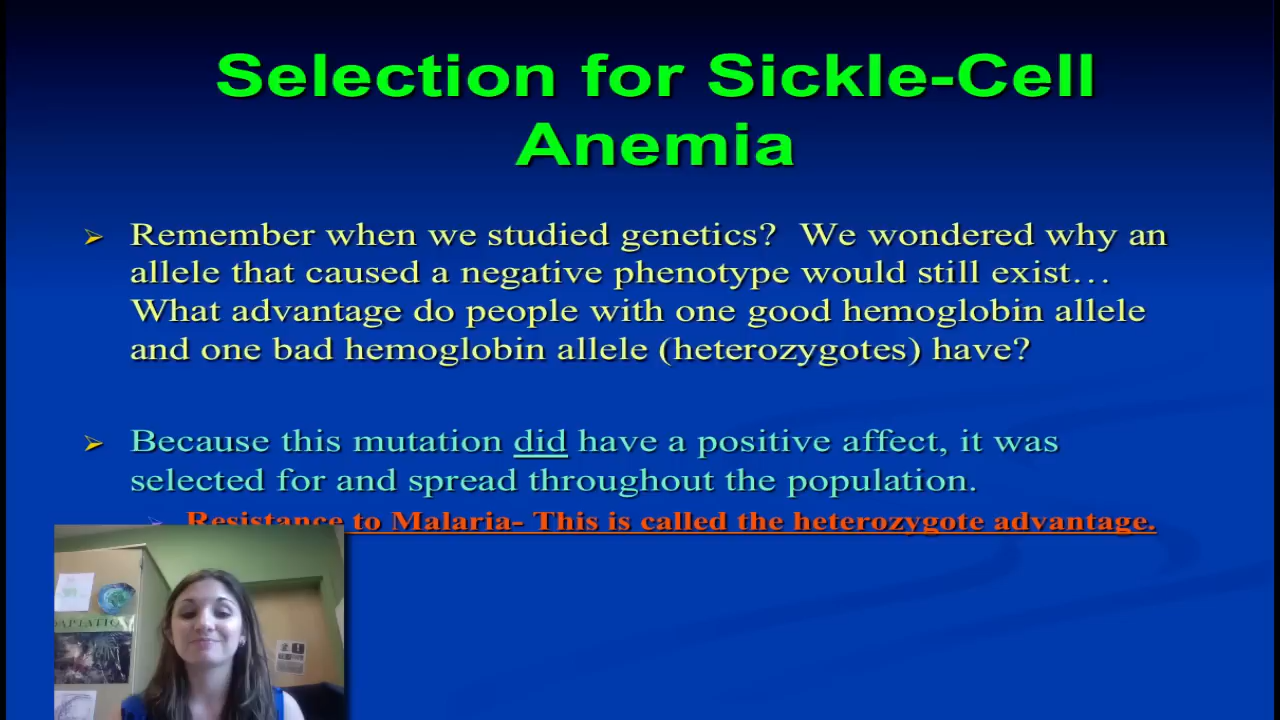 Selection for Sickle-Cell
Anemia
Remember when we studied genetics?  We wondered why an
allele that caused a negative phenotype would still exist…
What advantage do people with one good hemoglobin allele
and one bad hemoglobin allele (heterozygotes) have?
Because this mutation did have a positive affect, it was
selected for and spread throughout the population.
Resistance to Malaria- This is called the heterozygote advantage.